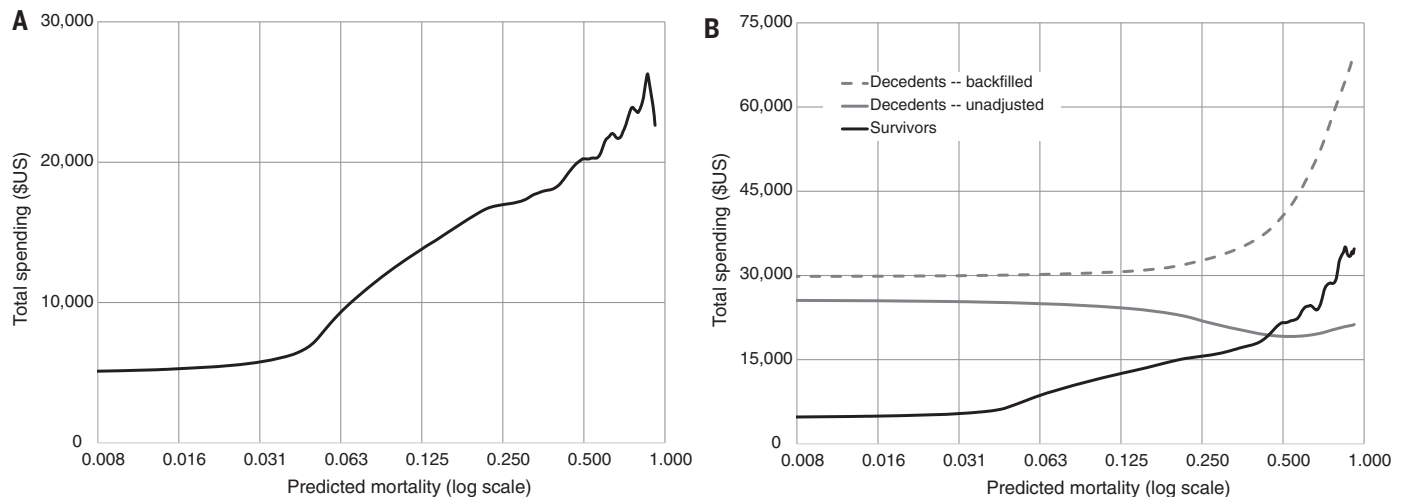 A
30,000
20,000
10,000
0
Total spending ($US)
0.008 0.016 0.031 0.063 0.125 0.250 0.500 1.000
Predicted mortality (log scale)
B
75,000
60,000
45,000
30,000
15,000
0
Total spending ($US)
Decedents -- backfilled
Decedents -- unadjusted
Survivors
0.008 0.016 0.031 0.063 0.125 0.250 0.500 1.000
Predicted mortality (log scale)